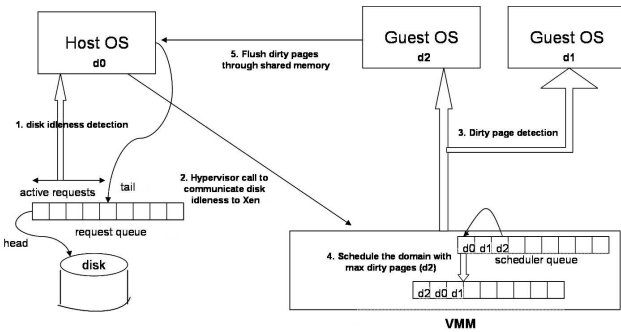 Host OS
d0
Guest OS
d2
Guest OS
d1
5. Flush dirty pages
through shared memory
1. disk idleness detection
3. Dirty page detection
2. Hypervisor call to
communicate disk
idleness to Xen
active requests
tail
request queue
head
disk
4. Schedule the domain with
max dirty pages (d2)
d0 d1 d2
scheduler queue
d2 d0 d1
VMM